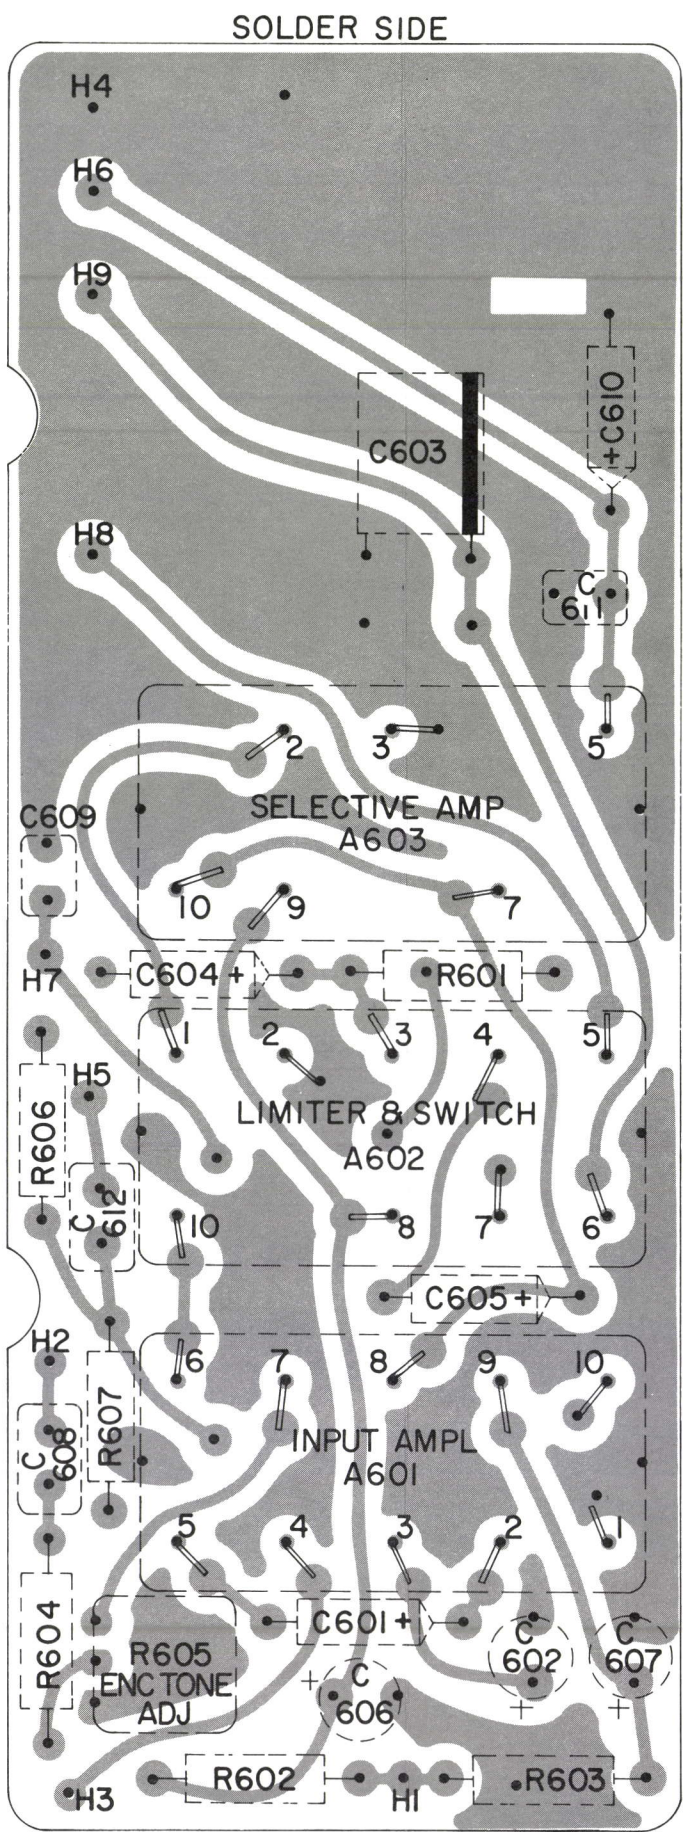 SOLDER SIDE
H4
H6
H9
+C610
C603
H8
C
611
2
3
5
C609
SELECTIVE AMP
A603
10
9
7
H7
C604+
R601
1
2
3
4
5
H5
R606
LIMITER & SWITCH
A602
C
612
10
8
7
6
C605+
H2
6
7
8
9
10
R607
C
608
INPUT AMPL
A601
5
4
3
2
1
R604
C601+
C
602
C
607
R605
ENC TONE
ADJ
+
C
606
+
+
R602
H1
R603
H3